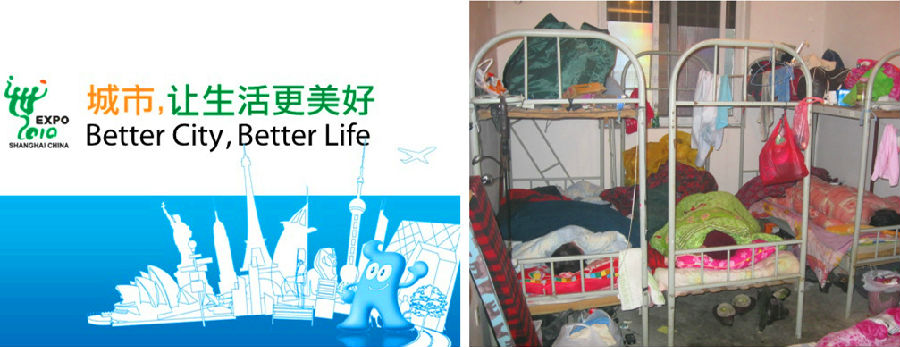 城市,让生活更美好
Better City, Better Life
EXPO
2010
SHANGHAI CHINA